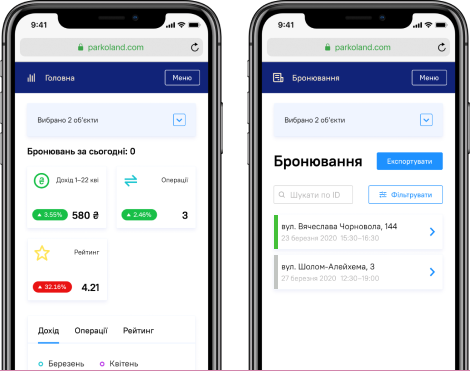 9:41
parkoland.com
Головна
Меню
Вибрано 2 об'єкти
Бронювань за сьогодні: 0
Дохід 1–22 кві
3.55%
580 ₴
Операції
2.46%
3
Рейтинг
32.16%
4.21
Дохід Операції Рейтинг
Березень Квітень
9:41
parkoland.com
Бронювання
Меню
Вибрано 2 об'єкти
Бронювання
Експортувати
Шукати по ID
Фільтрувати
вул. Вячеслава Чорновола, 144
23 березня 2020 15:30–16:30
вул. Шолом-Алейхема, 3
27 березня 2020 12:30–19:00